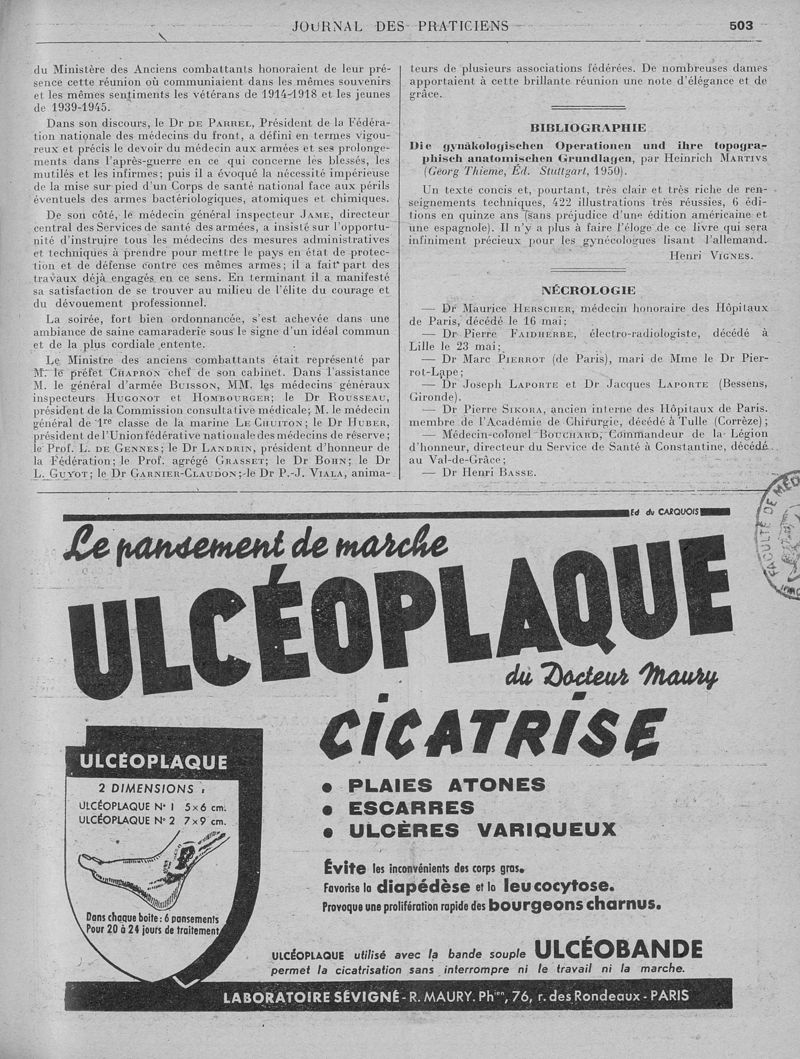 JOURNAL DES PRATICIENS
503
du Ministère des Anciens combattants honoraient de leur pré-
sence cette réunion où communiaient dans les mêmes souvenirs
et les mêmes sentiments les vétérans de 1914-1918 et les jeunes
de 1939-1945.
Dans son discours, le Dr DE PARREL, Président de la Fédéra-
tion nationale des médecins du front, a défini en termes vigou-
reux et précis le devoir du médecin aux armées et ses prolonge-
ments dans l'après-guerre en ce qui concerne les blessés, les
mutilés et les infirmes; puis il a évoqué la nécessité impérieuse
de la mise sur pied d'un Corps de santé national face aux périls
éventuels des armes bactériologiques, atomiques et chimiques.
De son côté, le médecin général inspecteur JAME, directeur
central des Services de santé des armées, a insisté sur l'opportu-
nité d'instruire tous les médecins des mesures administratives
et techniques à prendre pour mettre le pays en état de protec-
tion et de défense contre ces mêmes armes; il a fait part des
travaux déjà engagés en ce sens. En terminant il a manifesté
sa satisfaction de se trouver au milieu de l'élite du courage et
du dévouement professionnel.
La soirée, fort bien ordonnancée, s'est achevée dans une
ambiance de saine camaraderie sous le signe d'un idéal commun
et de la plus cordiale entente.
Le Ministre des anciens combattants était représenté par
M. le préfet CHAPRON chef de son cabinet. Dans l'assistance
M. le général d'armée BUISSON, MM. les médecins généraux
inspecteurs HUGONOT et HOMBOURGER; le Dr ROUSSEAU,
président de la Commission consultative médicale; M. le médecin
général de 1re classe de la marine LE CHUITON; le Dr HUBER,
président de l'Union fédérative nationale des médecins de réserve;
le Prof. L. DE GENNES; le Dr LANDRIN, président d'honneur de
la Fédération; le Prof. agrégé GRASSET; le Dr BOHN; le Dr
L. GUYOT; le Dr GARNIER-CLAUDON; le Dr P.-J. VIALA, anima-
teurs de plusieurs associations fédérées. De nombreuses dames
apportaient à cette brillante réunion une note d'élégance et de
grâce.
BIBLIOGRAPHIE
Die gynäkologischen Operationen und ihre topogra-
phisch anatomischen Grundlagen, par Heinrich MARTIVS
(Georg Thieme, Éd. Stuttgart, 1950).
Un texte concis et, pourtant, très clair et très riche de ren-
seignements techniques, 422 illustrations très réussies, 6 édi-
tions en quinze ans (sans préjudice d'une édition américaine et
une espagnole). Il n'y a plus à faire l'éloge de ce livre qui sera
infiniment précieux pour les gynécologues lisant l'allemand.
Henri VIGNES.
NÉCROLOGIE
— Dr Maurice HERSCHER, médecin honoraire des Hôpitaux
de Paris, décédé le 16 mai;
— Dr Pierre FAIDHERBE, électro-radiologiste, décédé à
Lille le 23 mai;
— Dr Marc PIERROT (de Paris), mari de Mme le Dr Pier-
rot-Lape;
— Dr Joseph LAPORTE et Dr Jacques LAPORTE (Bessens,
Gironde).
— Dr Pierre SIKORA, ancien interne des Hôpitaux de Paris.
membre de l'Académie de Chirurgie, décédé à Tulle (Corrèze);
— Médecin-colonel BOUCHARD, Commandeur de la Légion
d'honneur, directeur du Service de Santé à Constantine, décédé
au Val-de-Grâce;
— Dr Henri BASSE.
Ed du CARQUOIS
FACULTÉ DE MÉD
Le pansement de marche
ULCÉOPLAQUE
du Docteur Maury
CICATRISE
ULCÉOPLAQUE
2 DIMENSIONS :
ULCÉOPLAQUE N° 1 5×6 cm.
ULCÉOPLAQUE N° 2 7×9 cm.
Dans chaque boite : 6 pansements
Pour 20 à 24 jours de traitement
• PLAIES ATONES
• ESCARRES
• ULCÈRES VARIQUEUX
Évite les inconvénients des corps gras.
Favorise la diapédèse et la leucocytose.
Provoque une prolifération rapide des bourgeons charnus.
ULCÉOPLAQUE utilisé avec la bande souple ULCÉOBANDE
permet la cicatrisation sans interrompre ni le travail ni la marche.
LABORATOIRE SÉVIGNÉ - R. MAURY. Phien, 76, r. des Rondeaux - PARIS